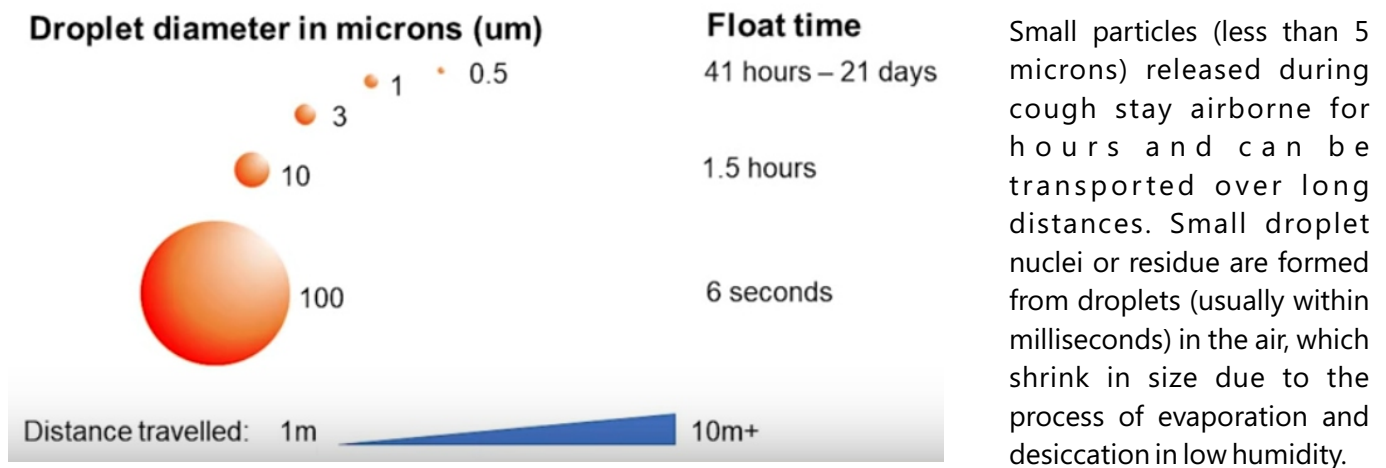 Droplet diameter in microns (um)
Float time
0.5
41 hours – 21 days
1
3
10
1.5 hours
100
6 seconds
Distance travelled: 1m
10m+
Small particles (less than 5
microns) released during
cough stay airborne for
hours and can be
transported over long
distances. Small droplet
nuclei or residue are formed
from droplets (usually within
milliseconds) in the air, which
shrink in size due to the
process of evaporation and
desiccation in low humidity.